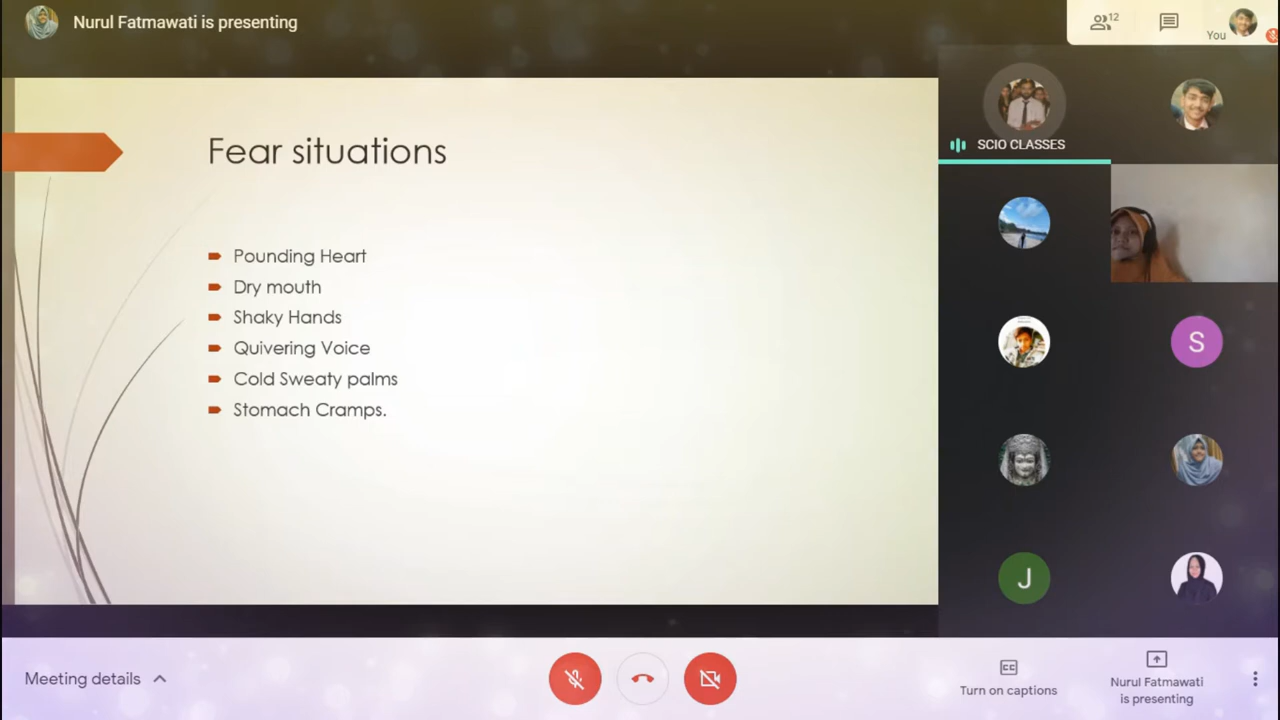 Nurul Fatmawati is presenting
12
You
SCIO CLASSES
Fear situations
Pounding Heart
Dry mouth
Shaky Hands
Quivering Voice
Cold Sweaty palms
Stomach Cramps.
S
J
Meeting details
CC
Turn on captions
Nurul Fatmawati
is presenting